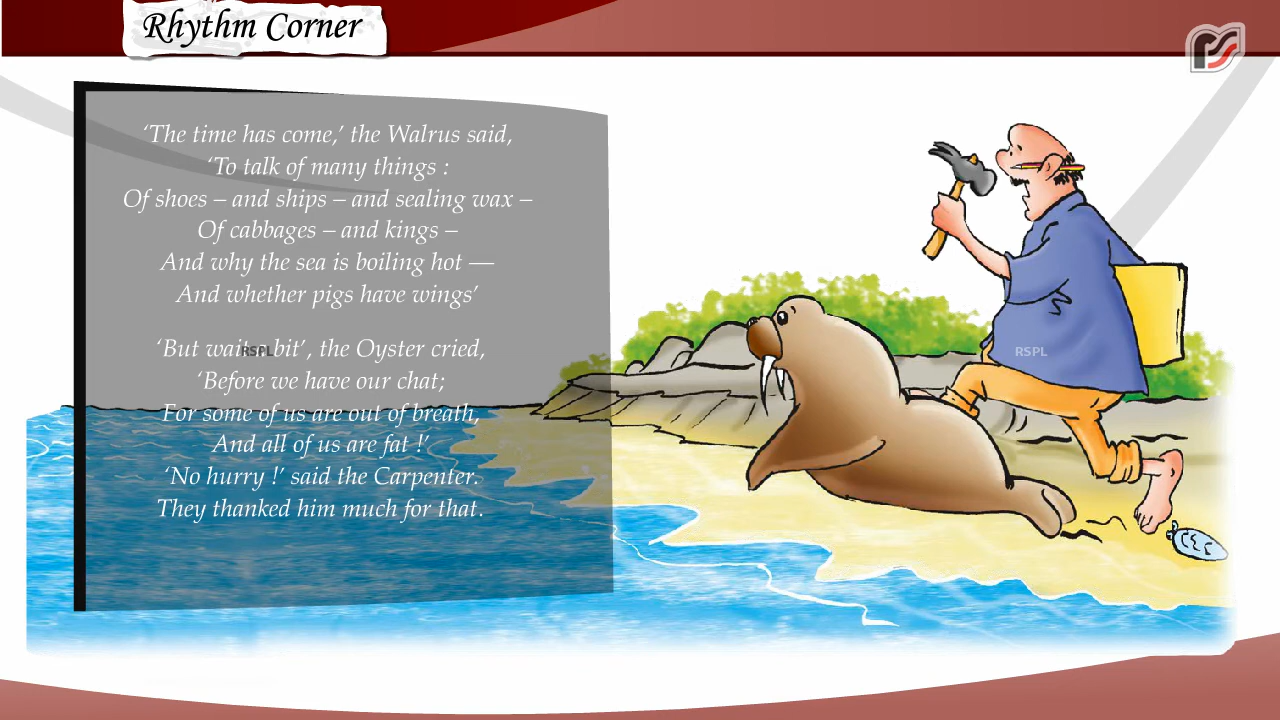 Rhythm Corner
‘The time has come,’ the Walrus said,
‘To talk of many things :
Of shoes – and ships – and sealing wax –
Of cabbages – and kings –
And why the sea is boiling hot —
And whether pigs have wings’
‘But wait a bit’, the Oyster cried,
‘Before we have our chat;
For some of us are out of breath,
And all of us are fat !’
‘No hurry !’ said the Carpenter.
They thanked him much for that.
RSPL
RSPL